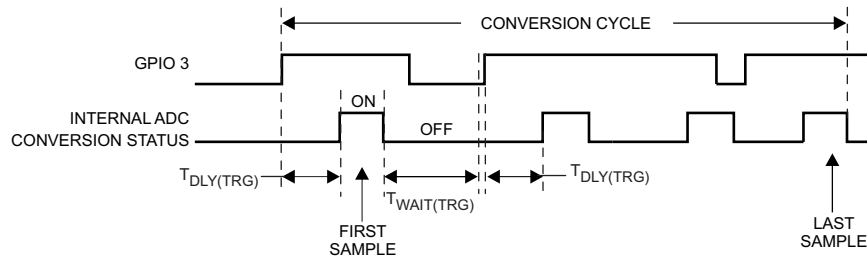 CONVERSION CYCLE
GPIO 3
ON
INTERNAL ADC
CONVERSION STATUS
OFF
TDLY(TRG)
TWAIT(TRG)
TDLY(TRG)
FIRST
SAMPLE
LAST
SAMPLE